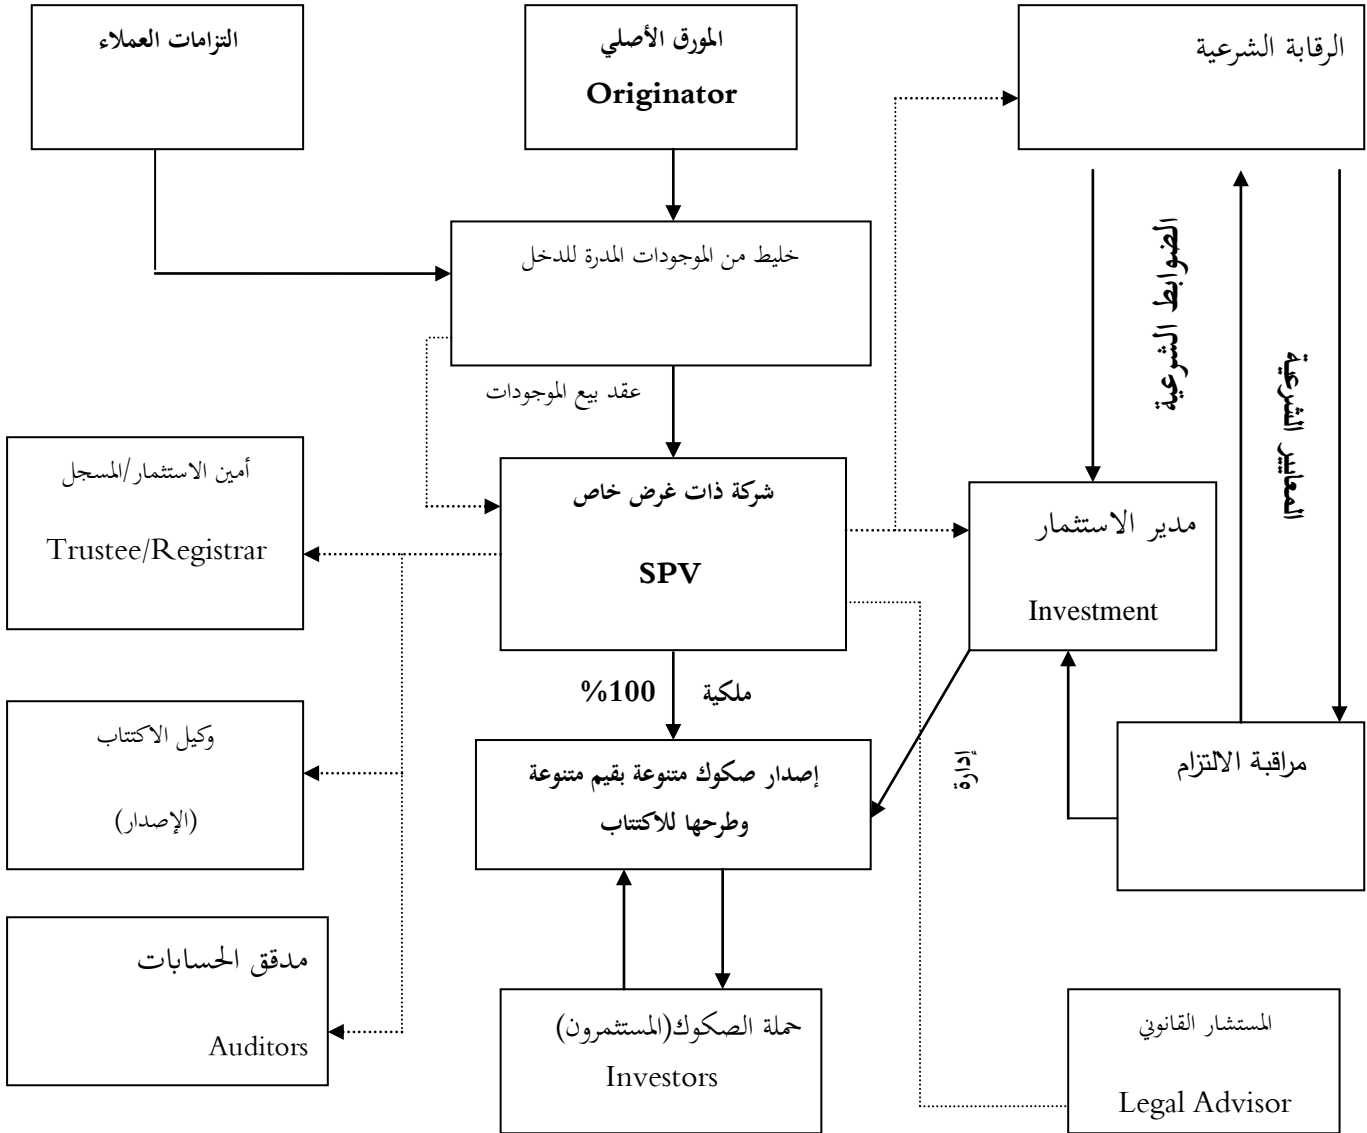 الرقابة الشرعية
المورق الأصلي
Originator
التزامات العملاء
خليط من الموجودات المدرة للدخل
الضوابط الشرعية
المعايير الشرعية
عقد بيع الموجودات
شركة ذات غرض خاص
SPV
أمين الاستثمار/المسجل
Trustee/Registrar
مدير الاستثمار
Investment
ملكية 100%
وكيل الاكتتاب
(الإصدار)
إصدار صكوك متنوعة بقيم متنوعة
وطرحها للاكتتاب
إدارة
مراقبة الالتزام
مدقق الحسابات
Auditors
حملة الصكوك(المستثمرون)
Investors
المستشار القانوني
Legal Advisor